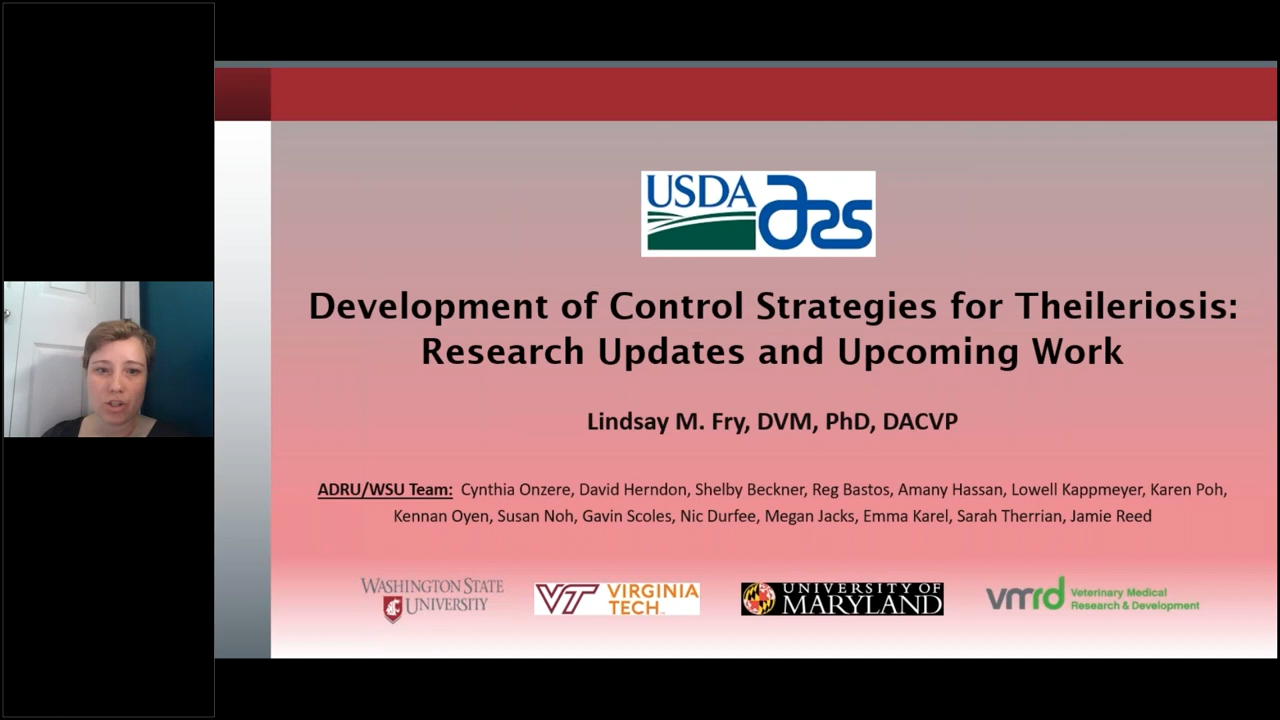 USDA ars
Development of Control Strategies for Theileriosis:
Research Updates and Upcoming Work
Lindsay M. Fry, DVM, PhD, DACVP
ADRU/WSU Team: Cynthia Onzere, David Herndon, Shelby Beckner, Reg Bastos, Amany Hassan, Lowell Kappmeyer, Karen Poh,
Kennan Oyen, Susan Noh, Gavin Scoles, Nic Durfee, Megan Jacks, Emma Karel, Sarah Therrian, Jamie Reed
WASHINGTON STATE
UNIVERSITY
VT VIRGINIA
TECH
UNIVERSITY OF
MARYLAND
vmrd Veterinary Medical
Research & Development